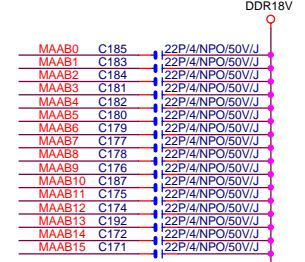 DDR18V
MAAB0 C185 22P/4/NPO/50V/J
MAAB1 C183 22P/4/NPO/50V/J
MAAB2 C184 22P/4/NPO/50V/J
MAAB3 C181 22P/4/NPO/50V/J
MAAB4 C182 22P/4/NPO/50V/J
MAAB5 C180 22P/4/NPO/50V/J
MAAB6 C179 22P/4/NPO/50V/J
MAAB7 C177 22P/4/NPO/50V/J
MAAB8 C178 22P/4/NPO/50V/J
MAAB9 C176 22P/4/NPO/50V/J
MAAB10 C187 22P/4/NPO/50V/J
MAAB11 C175 22P/4/NPO/50V/J
MAAB12 C174 22P/4/NPO/50V/J
MAAB13 C192 22P/4/NPO/50V/J
MAAB14 C172 22P/4/NPO/50V/J
MAAB15 C171 22P/4/NPO/50V/J